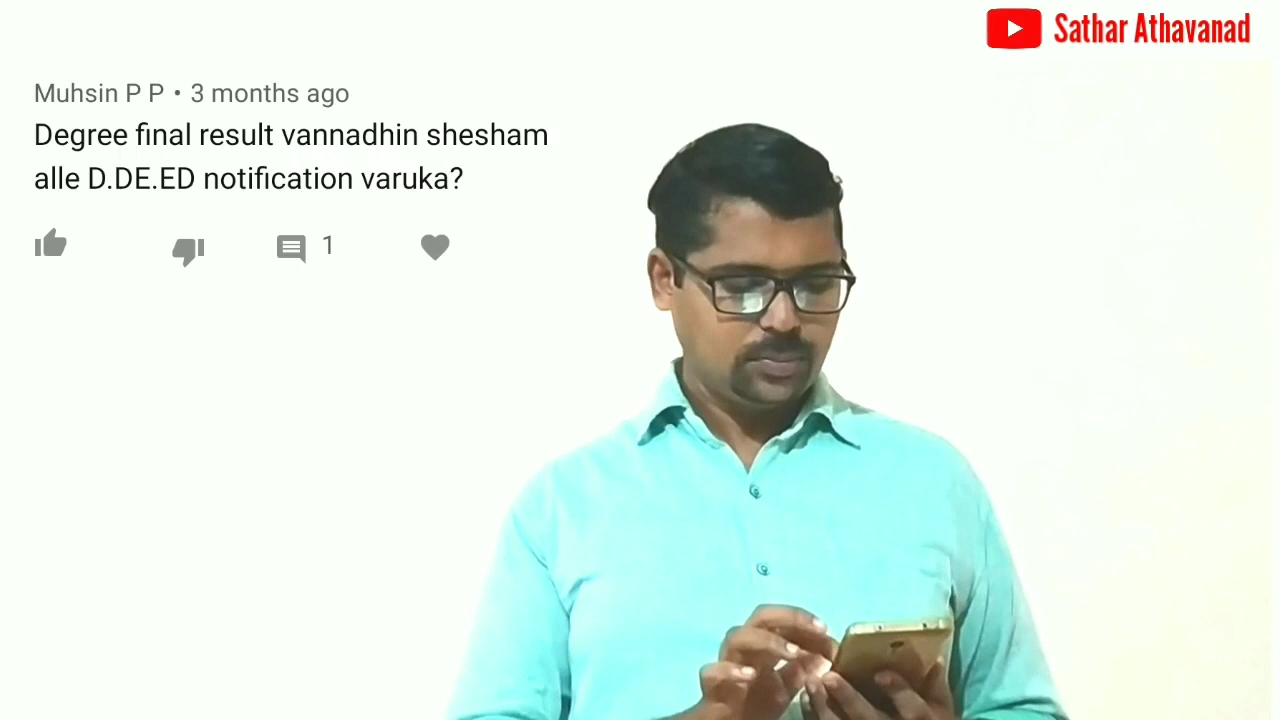 Sathar Athavanad
Muhsin P P • 3 months ago
Degree final result vannadhin shesham
alle D.DE.ED notification varuka?
1